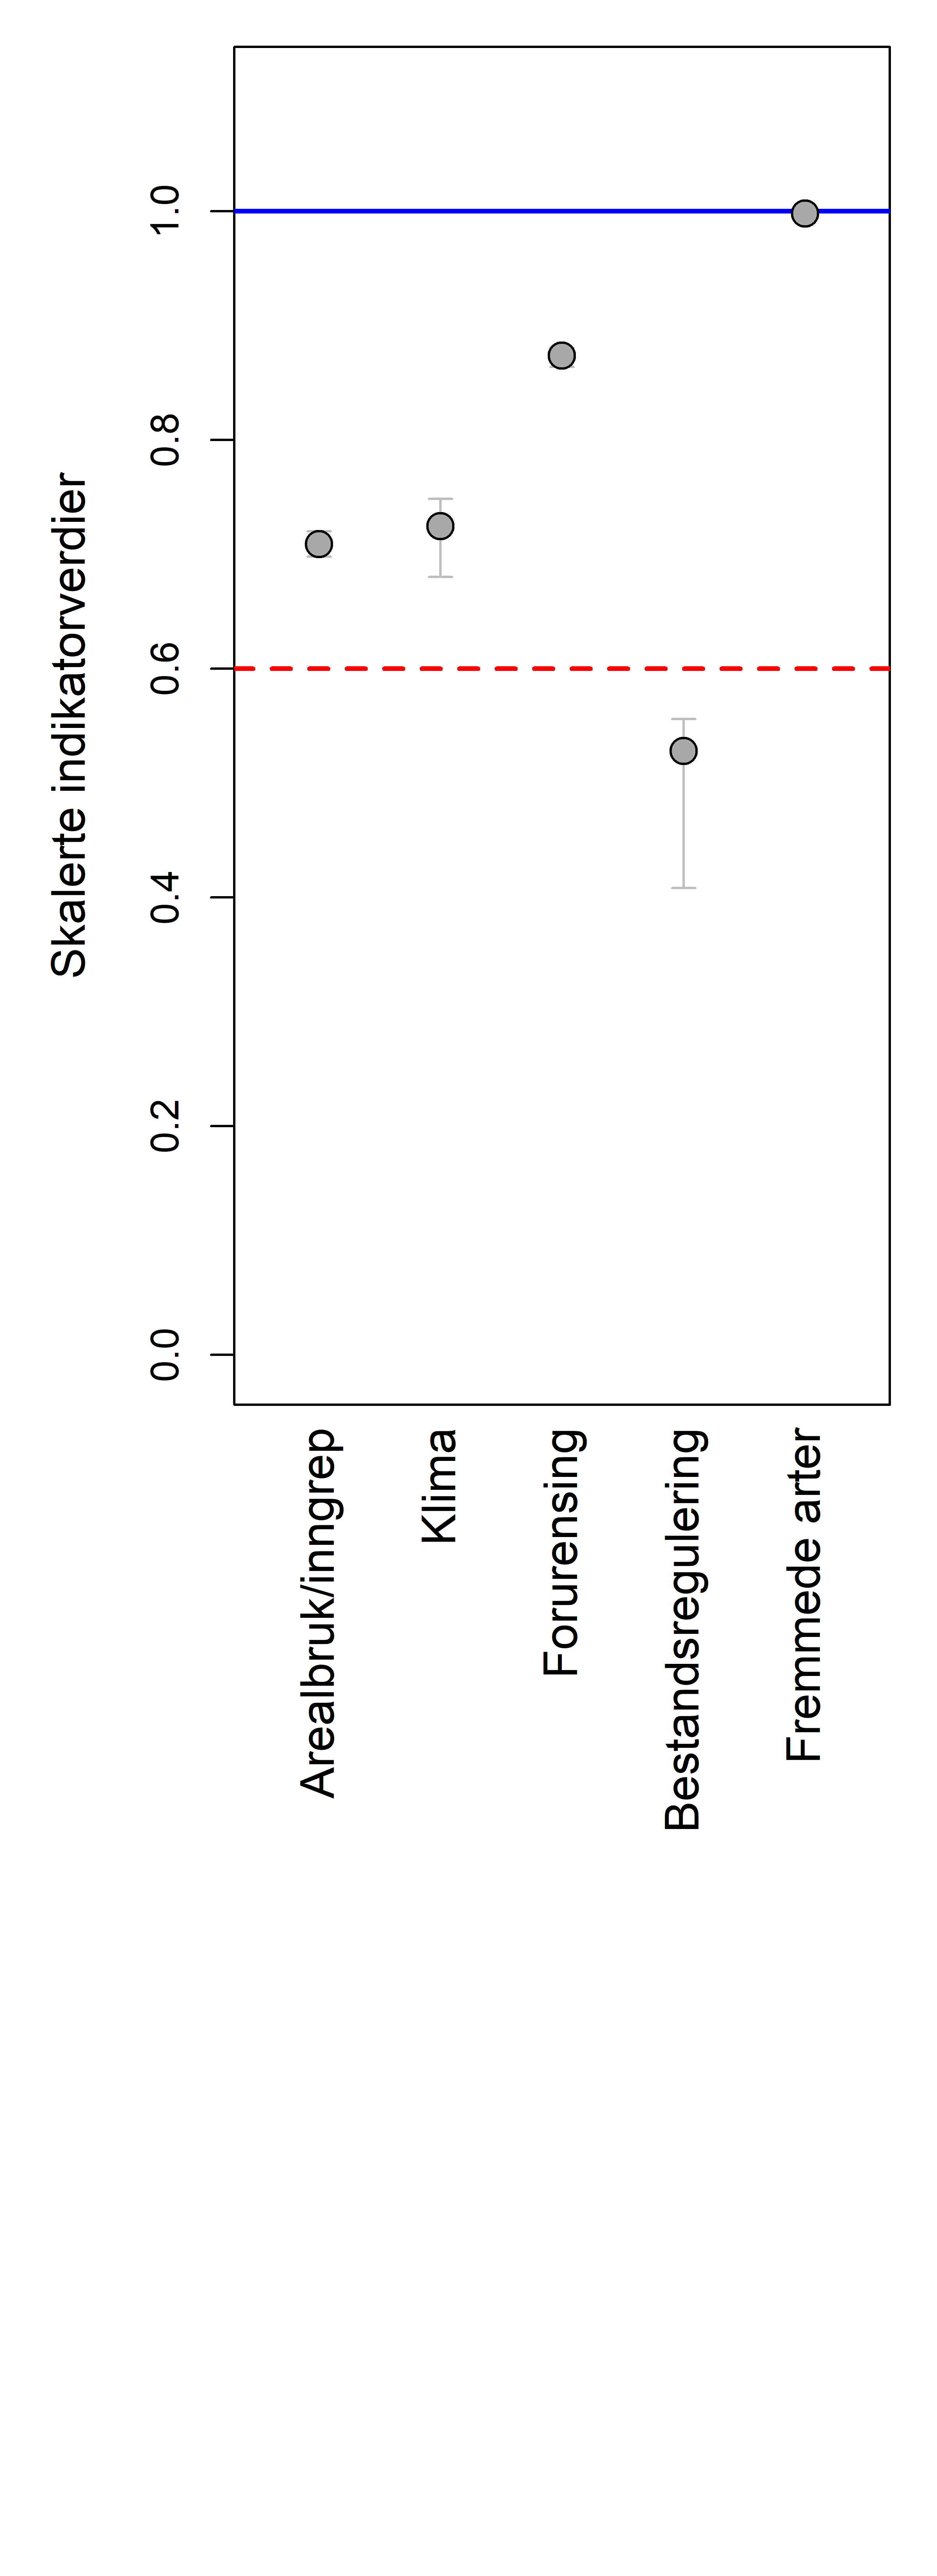 Skalerte indikatorverdier
1.0
0.8
0.6
0.4
0.2
0.0
Arealbruk/inngrep
Klima
Forurensing
Bestandsregulering
Fremmede arter